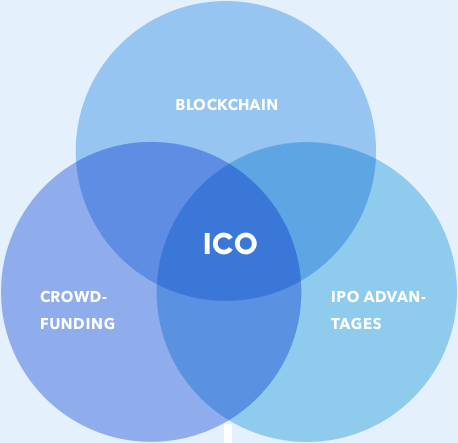 BLOCKCHAIN
ICO
CROWD-
FUNDING
IPO ADVAN-
TAGES